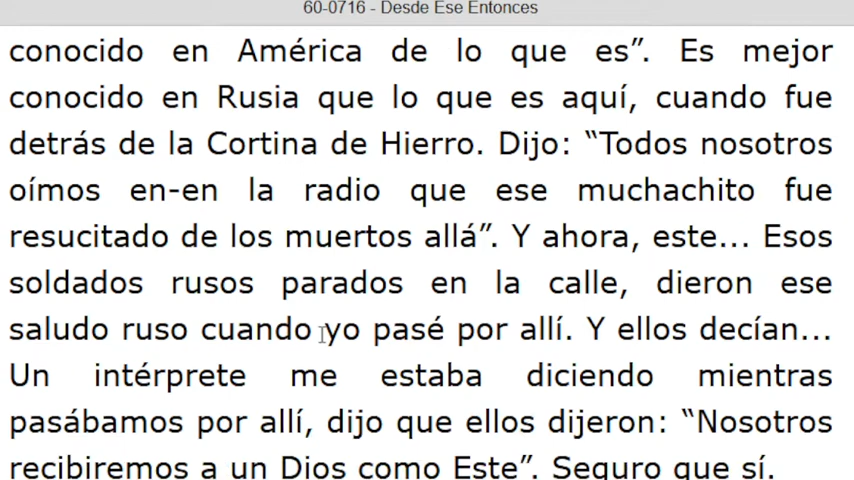 60-0716 - Desde Ese Entonces
conocido en América de lo que es”. Es mejor
conocido en Rusia que lo que es aquí, cuando fue
detrás de la Cortina de Hierro. Dijo: “Todos nosotros
oímos en-en la radio que ese muchachito fue
resucitado de los muertos allá”. Y ahora, este... Esos
soldados rusos parados en la calle, dieron ese
saludo ruso cuando yo pasé por allí. Y ellos decían...
Un intérprete me estaba diciendo mientras
pasábamos por allí, dijo que ellos dijeron: “Nosotros
recibiremos a un Dios como Este”. Seguro que sí.